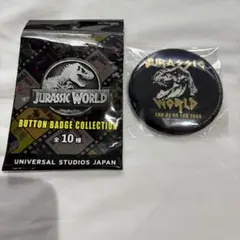 JURASSIC WORLD
BUTTON BADGE COLLECTION
全10種
UNIVERSAL STUDIOS JAPAN
JURASSIC
WORLD